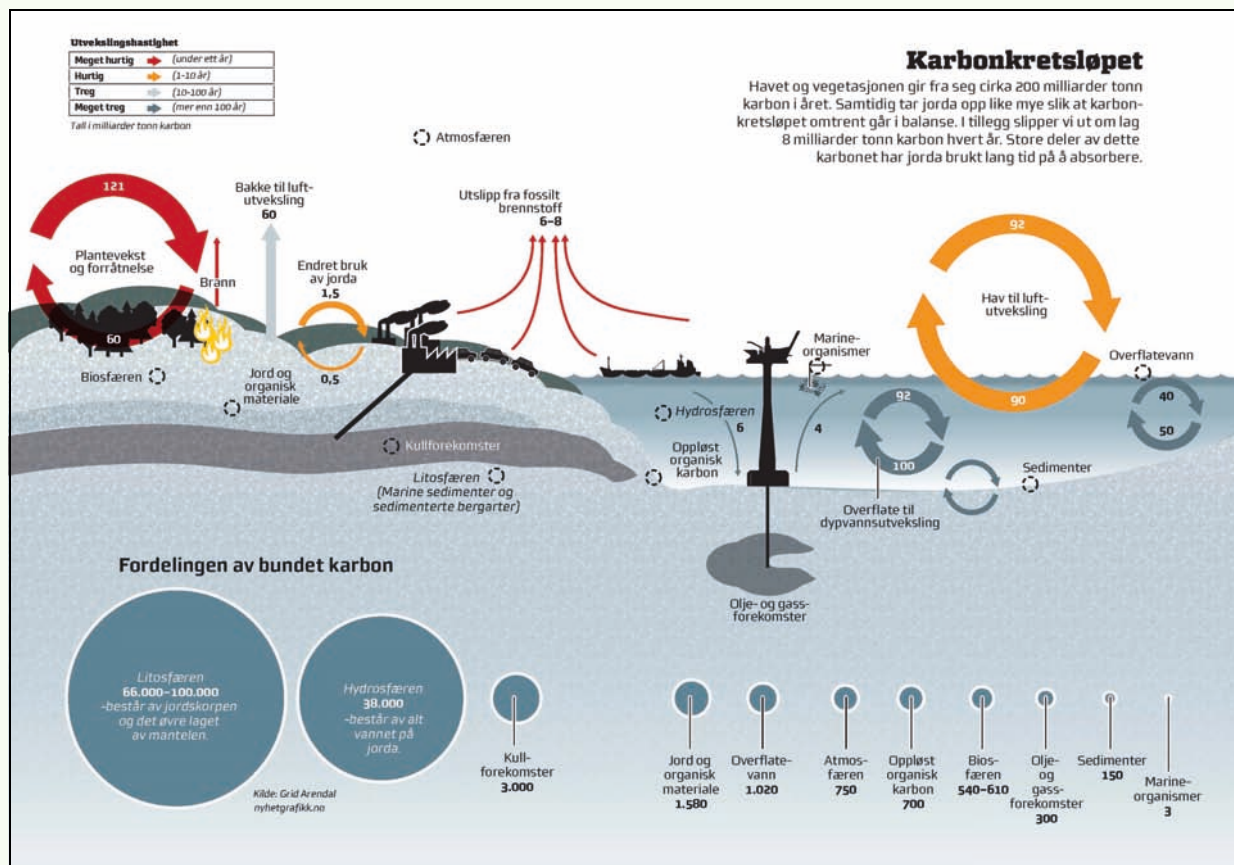 Utvekslingshastighet
Meget hurtig (under ett år)
Hurtig (1-10 år)
Treg (10-100 år)
Meget treg (mer enn 100 år)
Tall i milliarder tonn karbon
Karbonkretsløpet
Havet og vegetasjonen gir fra seg cirka 200 milliarder tonn
karbon i året. Samtidig tar jorda opp like mye slik at karbon-
kretsløpet omtrent går i balanse. I tillegg slipper vi ut om lag
8 milliarder tonn karbon hvert år. Store deler av dette
karbonet har jorda brukt lang tid på å absorbere.
Atmosfæren
121
Plantevekst
og forråtnelse
60
Brann
Bakke til luft-
utveksling
60
Endret bruk
av jorda
1,5
0,5
Utslipp fra fossilt
brennstoff
6–8
92
Hav til luft-
utveksling
90
Marine-
organismer
Overflatevann
40
50
Biosfæren
Jord og
organisk
materiale
Kullforekomster
Litosfæren
(Marine sedimenter og
sedimenterte bergarter)
Hydrosfæren
6
4
Oppløst
organisk
karbon
92
100
Overflate til
dypvannsutveksling
Sedimenter
Olje- og gass-
forekomster
Fordelingen av bundet karbon
Litosfæren
66.000–100.000
-består av jordskorpen
og det øvre laget
av mantelen.
Hydrosfæren
38.000
-består av alt
vannet på
jorda.
Kilde: Grid Arendal
nyhetgrafikk.no
Kull-
forekomster
3.000
Jord og
organisk
materiale
1.580
Overflate-
vann
1.020
Atmos-
færen
750
Oppløst
organisk
karbon
700
Bios-
færen
540–610
Olje-
og
gass-
forekomster
300
Sedimenter
150
Marine-
organismer
3